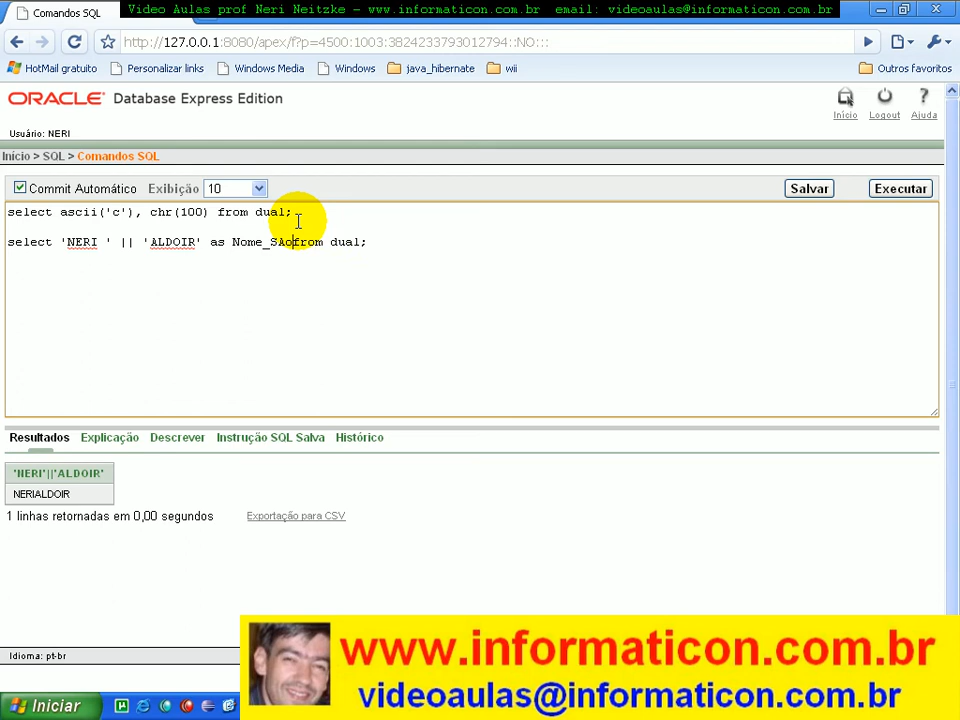 Comandos SQL
Video Aulas prof Neri Neitzke – www.informaticon.com.br email: videoaulas@informaticon.com.br
http://127.0.0.1:8080/apex/f?p=4500:1003:3824233793012794::NO:::
HotMail gratuito Personalizar links Windows Media Windows java_hibernate wii Outros favoritos
ORACLE Database Express Edition
Início Logout Ajuda
Usuário: NERI
Início > SQL > Comandos SQL
Commit Automático Exibição 10 Salvar Executar
select ascii('c'), chr(100) from dual;
select 'NERI ' || 'ALDOIR' as Nome_SAofrom dual;
Resultados Explicação Descrever Instrução SQL Salva Histórico
'NERI'||'ALDOIR'
NERIALDOIR
1 linhas retornadas em 0,00 segundos Exportação para CSV
Idioma: pt-br
www.informaticon.com.br
videoaulas@informaticon.com.br
Iniciar